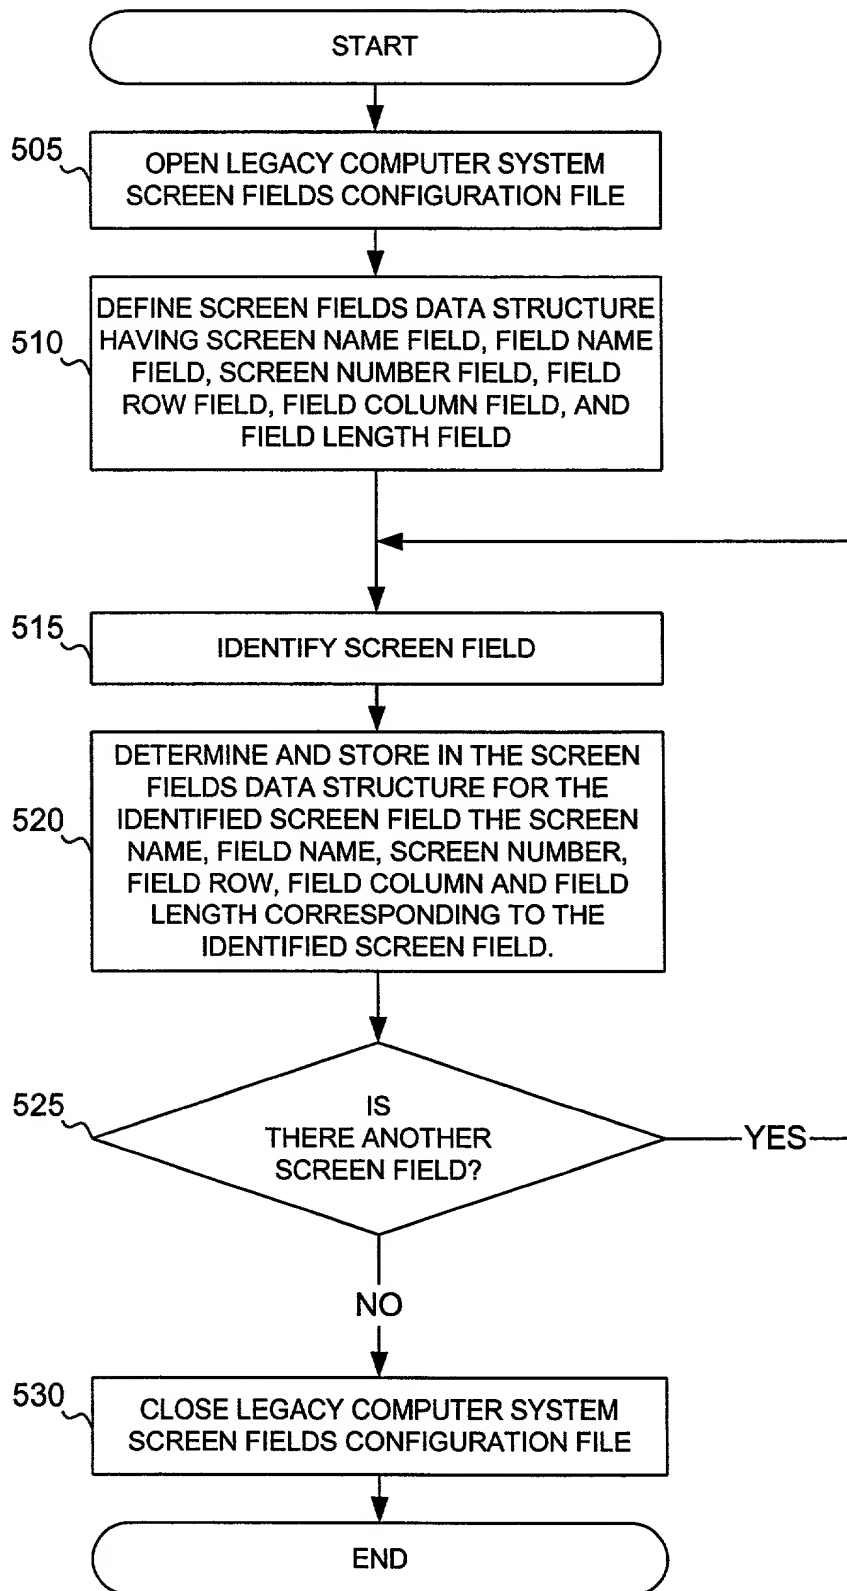 START
505
OPEN LEGACY COMPUTER SYSTEM
SCREEN FIELDS CONFIGURATION FILE
510
DEFINE SCREEN FIELDS DATA STRUCTURE
HAVING SCREEN NAME FIELD, FIELD NAME
FIELD, SCREEN NUMBER FIELD, FIELD
ROW FIELD, FIELD COLUMN FIELD, AND
FIELD LENGTH FIELD
515
IDENTIFY SCREEN FIELD
520
DETERMINE AND STORE IN THE SCREEN
FIELDS DATA STRUCTURE FOR THE
IDENTIFIED SCREEN FIELD THE SCREEN
NAME, FIELD NAME, SCREEN NUMBER,
FIELD ROW, FIELD COLUMN AND FIELD
LENGTH CORRESPONDING TO THE
IDENTIFIED SCREEN FIELD.
525
IS
THERE ANOTHER
SCREEN FIELD?
YES
NO
530
CLOSE LEGACY COMPUTER SYSTEM
SCREEN FIELDS CONFIGURATION FILE
END